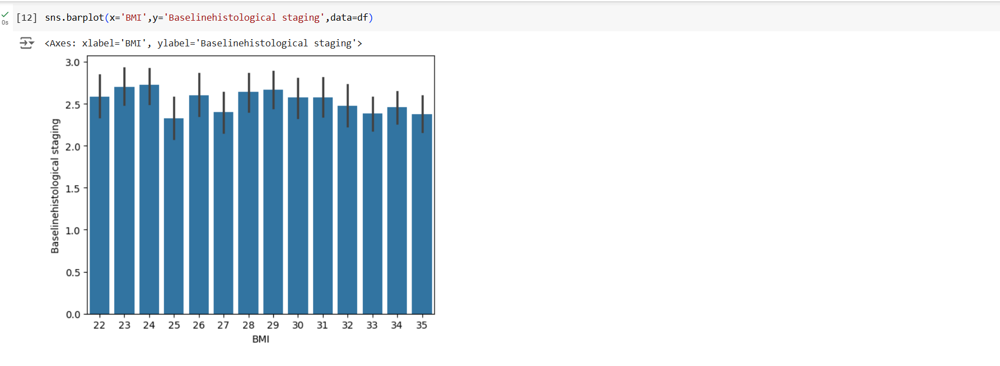 [12] sns.barplot(x='BMI',y='Baselinehistological staging',data=df)
0s
<Axes: xlabel='BMI', ylabel='Baselinehistological staging'>
3.0
2.5
2.0
1.5
1.0
0.5
0.0
Baselinehistological staging
22 23 24 25 26 27 28 29 30 31 32 33 34 35
BMI